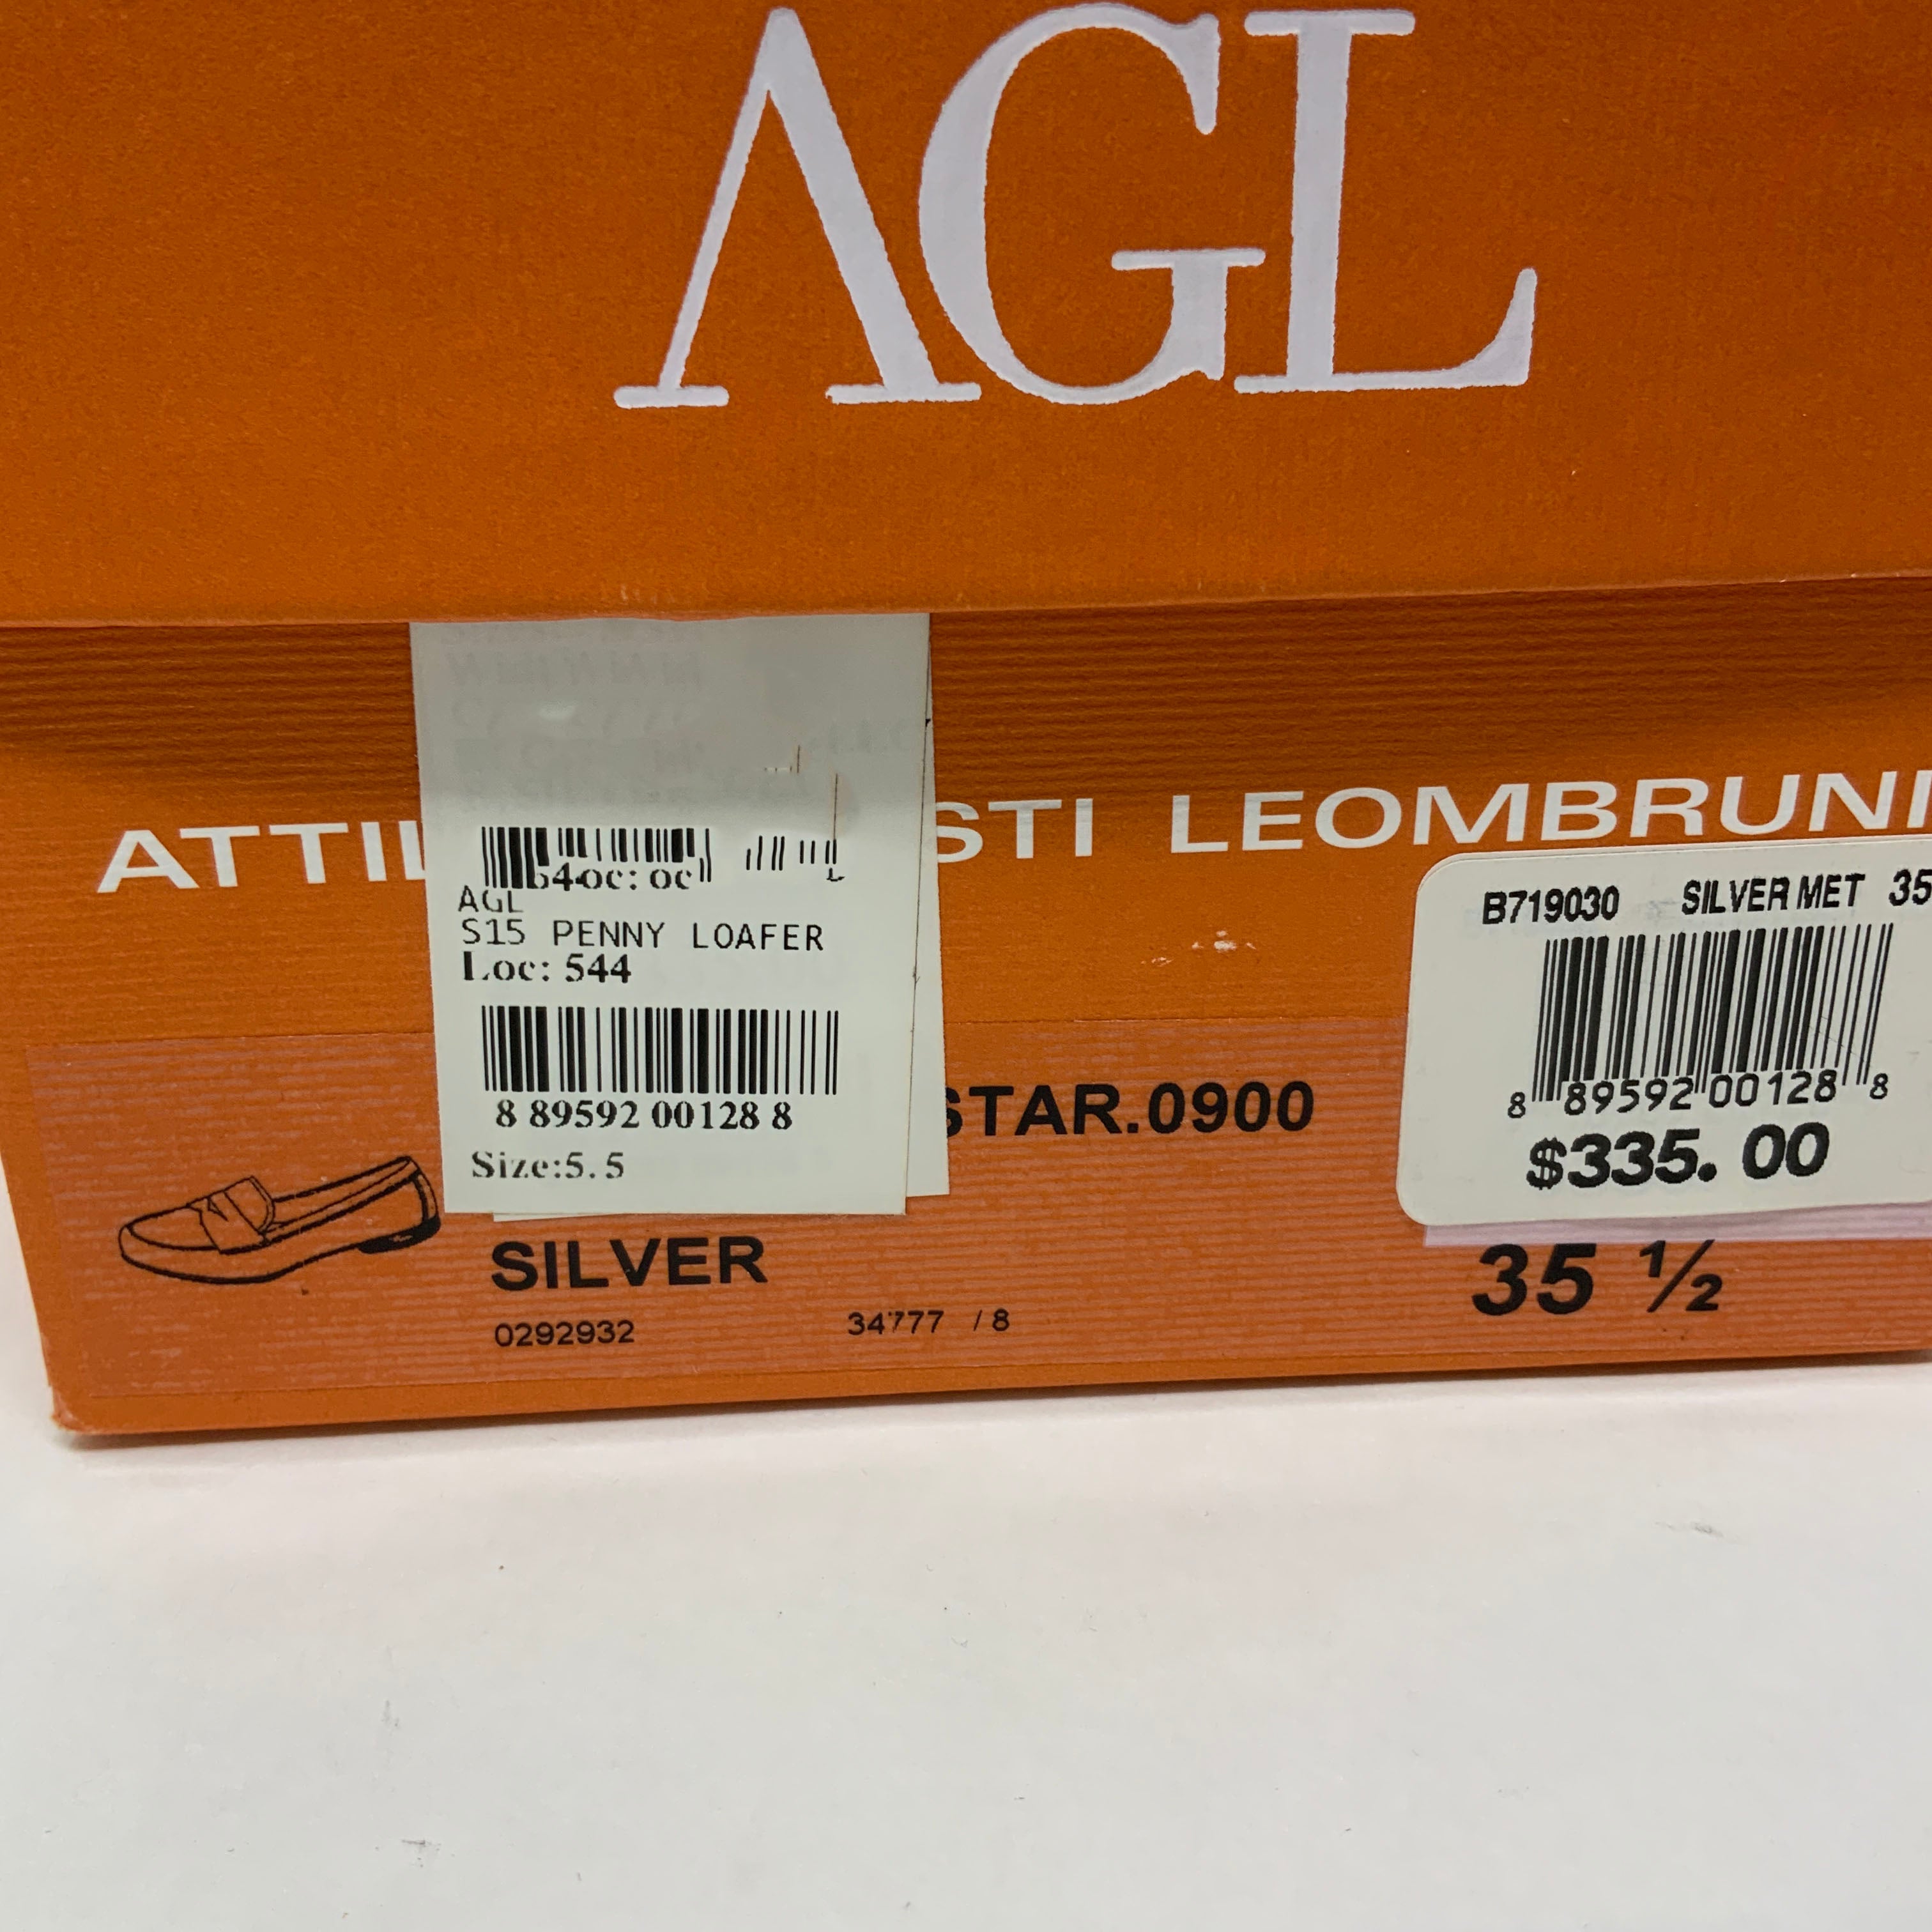 AGL
ATTIL STI LEOMBRUNI
AGL
S15 PENNY LOAFER
Loc: 544
8 89592 00128 8
Size:5.5
B719030 SILVER MET 35
8 89592 00128 8
$335.00
STAR.0900
SILVER
35 ½
0292932 34777 / 8